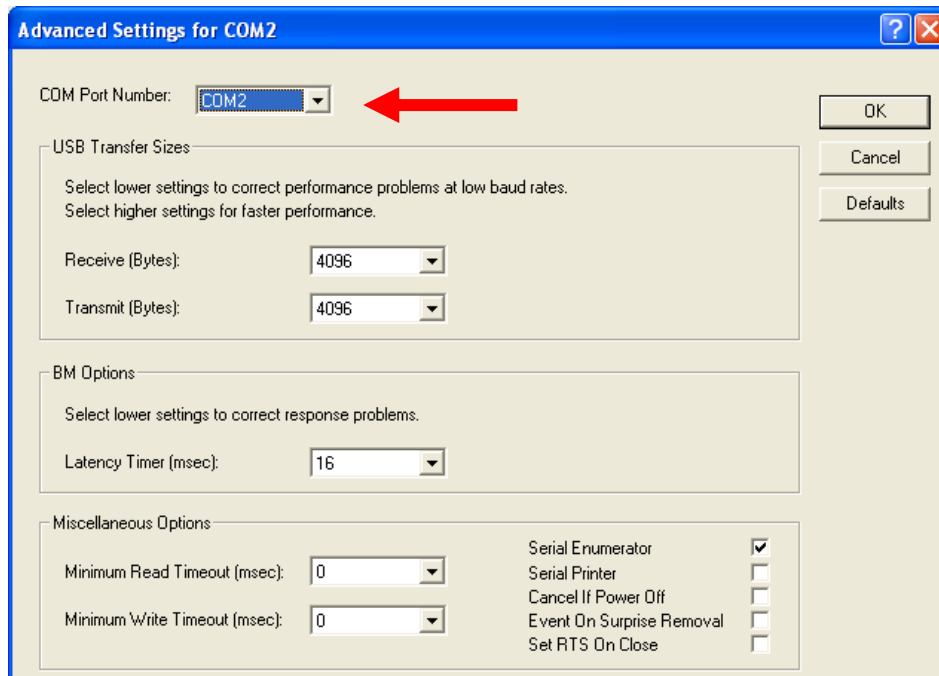 Advanced Settings for COM2
COM Port Number: COM2
OK
USB Transfer Sizes
Cancel
Select lower settings to correct performance problems at low baud rates.
Select higher settings for faster performance.
Defaults
Receive (Bytes): 4096
Transmit (Bytes): 4096
BM Options
Select lower settings to correct response problems.
Latency Timer (msec): 16
Miscellaneous Options
Minimum Read Timeout (msec): 0
Minimum Write Timeout (msec): 0
Serial Enumerator
Serial Printer
Cancel If Power Off
Event On Surprise Removal
Set RTS On Close